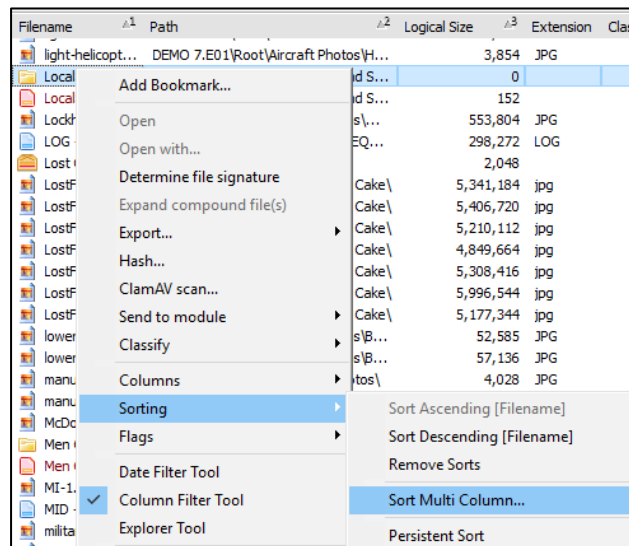 Filename 1 Path 2 Logical Size 3 Extension Clas
light-helicopt... DEMO 7.E01\Root\Aircraft Photos\H... 3,854 JPG
Local d S... 0
Local d S... 152
Lockh s\... 553,804 JPG
LOG - EQ... 298,272 LOG
Lost 2,048
LostF Cake\ 5,341,184 jpg
LostF Cake\ 5,406,720 jpg
LostF Cake\ 5,210,112 jpg
LostF Cake\ 4,849,664 jpg
LostF Cake\ 5,308,416 jpg
LostF Cake\ 5,996,544 jpg
LostF Cake\ 5,177,344 jpg
lower s\B... 52,585 JPG
lower s\B... 57,136 JPG
manu tos\ 4,028 JPG
manu
McDo
Men
Men
MI-1.
MID -
milita
Add Bookmark...
Open
Open with...
Determine file signature
Expand compound file(s)
Export...
Hash...
ClamAV scan...
Send to module
Classify
Columns
Sorting
Flags
Date Filter Tool
Column Filter Tool
Explorer Tool
Sort Ascending [Filename]
Sort Descending [Filename]
Remove Sorts
Sort Multi Column...
Persistent Sort